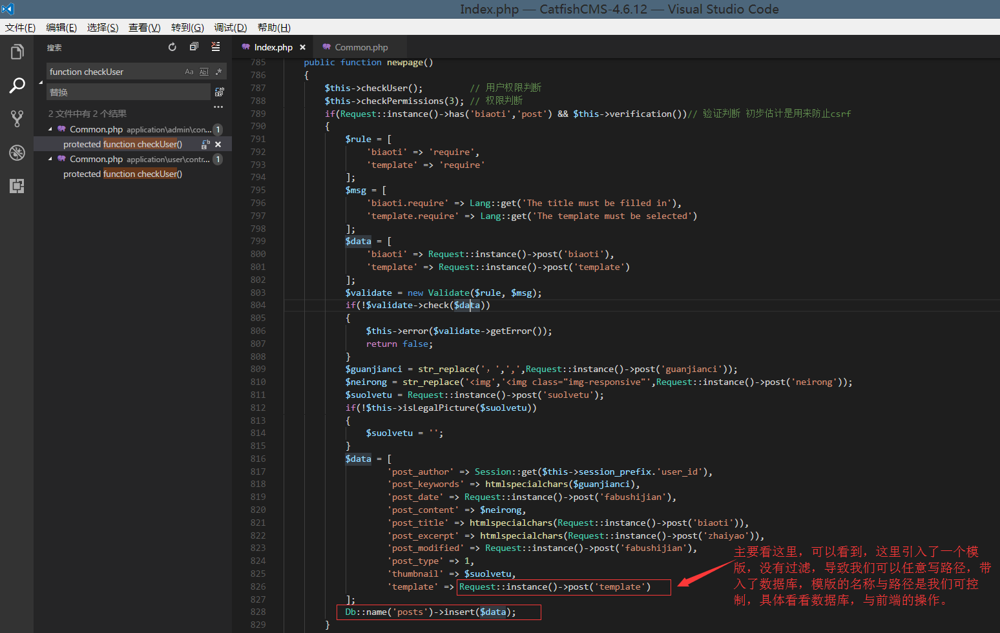 Index.php — CatfishCMS-4.6.12 — Visual Studio Code
文件(F) 编辑(E) 选择(S) 查看(V) 转到(G) 调试(D) 帮助(H)
搜索
function checkUser
Aa Abl .*
替换
2 文件中有 2 个结果
Common.php application\admin\con... 1
protected function checkUser()
Common.php application\user\contr... 1
protected function checkUser()
Index.php × Common.php
785 public function newpage()
786 {
787 $this->checkUser(); // 用户权限判断
788 $this->checkPermissions(3); // 权限判断
789 if(Request::instance()->has('biaoti','post') && $this->verification())// 验证判断 初步估计是用来防止csrf
790 {
791 $rule = [
792 'biaoti' => 'require',
793 'template' => 'require'
794 ];
795 $msg = [
796 'biaoti.require' => Lang::get('The title must be filled in'),
797 'template.require' => Lang::get('The template must be selected')
798 ];
799 $data = [
800 'biaoti' => Request::instance()->post('biaoti'),
801 'template' => Request::instance()->post('template')
802 ];
803 $validate = new Validate($rule, $msg);
804 if(!$validate->check($data))
805 {
806 $this->error($validate->getError());
807 return false;
808 }
809 $guanjianci = str_replace('，',',',Request::instance()->post('guanjianci'));
810 $neirong = str_replace('<img','<img class="img-responsive"',Request::instance()->post('neirong'));
811 $suolvetu = Request::instance()->post('suolvetu');
812 if(!$this->isLegalPicture($suolvetu))
813 {
814 $suolvetu = '';
815 }
816 $data = [
817 'post_author' => Session::get($this->session_prefix.'user_id'),
818 'post_keywords' => htmlspecialchars($guanjianci),
819 'post_date' => Request::instance()->post('fabushijian'),
820 'post_content' => $neirong,
821 'post_title' => htmlspecialchars(Request::instance()->post('biaoti')),
822 'post_excerpt' => htmlspecialchars(Request::instance()->post('zhaiyao')),
823 'post_modified' => Request::instance()->post('fabushijian'),
824 'post_type' => 1,
825 'thumbnail' => $suolvetu,
826 'template' => Request::instance()->post('template')
827 ];
828 Db::name('posts')->insert($data);
829 }
主要看这里，可以看到，这里引入了一个模
版，没有过滤，导致我们可以任意写路径，带
入了数据库，模版的名称与路径是我们可控
制，具体看看数据库，与前端的操作。